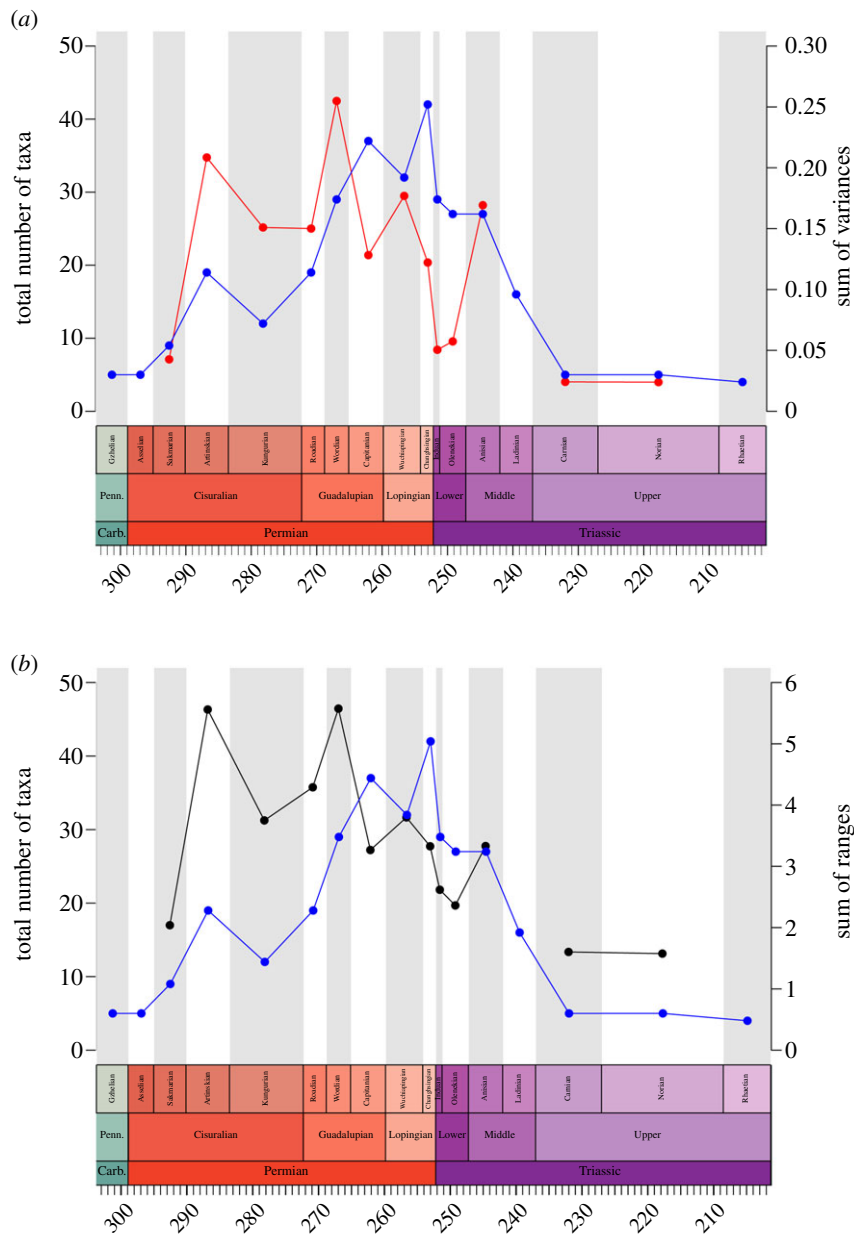 (a)
50
40
30
20
10
0
total number of taxa
0.30
0.25
0.20
0.15
0.10
0.05
0
sum of variances
Gzhelian Asselian Sakmarian Artinskian Kungurian Roadian Wordian Capitanian Wuchiapingian Changhsingian Induan Olenekian Anisian Ladinian Carnian Norian Rhaetian
Penn. Cisuralian Guadalupian Lopingian Lower Middle Upper
Carb. Permian Triassic
300 290 280 270 260 250 240 230 220 210
(b)
50
40
30
20
10
0
total number of taxa
6
5
4
3
2
1
0
sum of ranges
Gzhelian Asselian Sakmarian Artinskian Kungurian Roadian Wordian Capitanian Wuchiapingian Changhsingian Induan Olenekian Anisian Ladinian Carnian Norian Rhaetian
Penn. Cisuralian Guadalupian Lopingian Lower Middle Upper
Carb. Permian Triassic
300 290 280 270 260 250 240 230 220 210